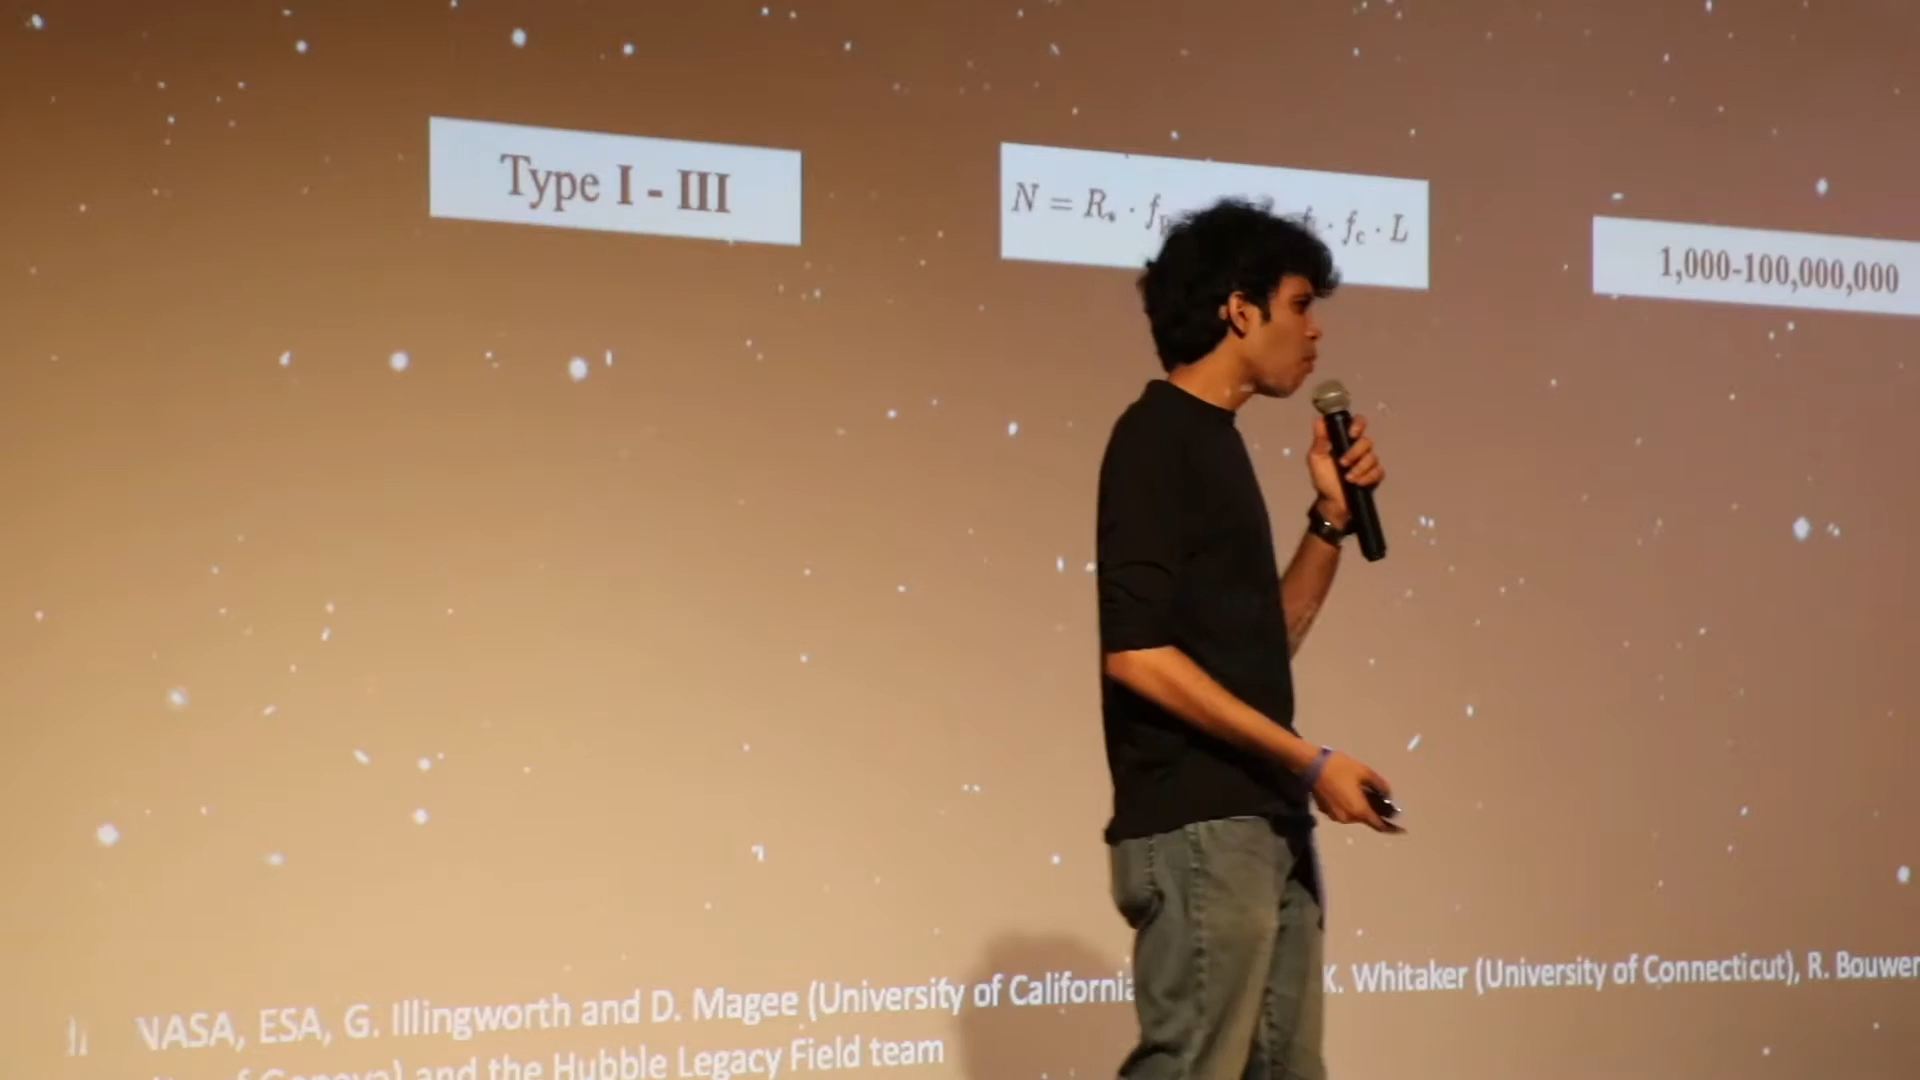 Type I - III
N = R* · fp · fc · L
1,000-100,000,000
NASA, ESA, G. Illingworth and D. Magee (University of California K. Whitaker (University of Connecticut), R. Bouwer
and the Hubble Legacy Field team